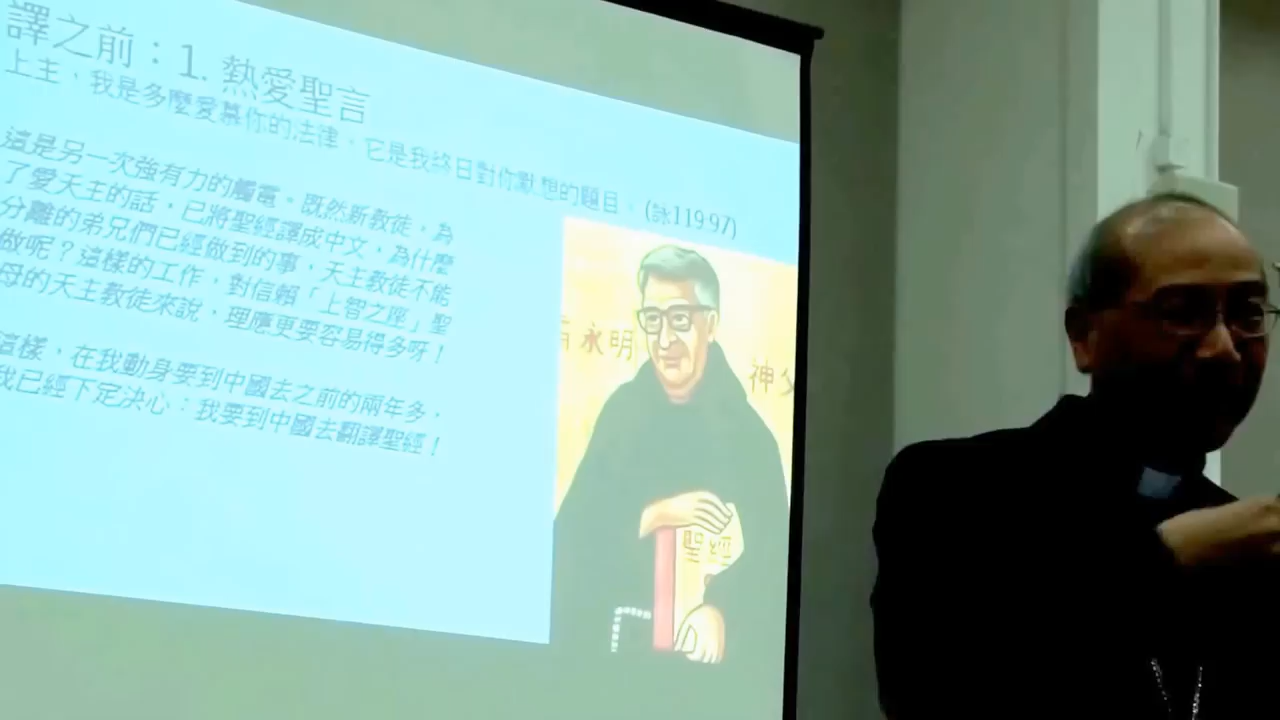 譯之前：1. 熱愛聖言
上主，我是多麼愛慕你的法律，它是我終日對你默想的題目。(詠119 97)
這是另一次強有力的觸電。既然新教徒，為
了愛天主的話，已將聖經譯成中文，為什麼
分離的弟兄們已經做到的事，天主教徒不能
做呢？這樣的工作，對信賴「上智之座」聖
母的天主教徒來說，理應更要容易得多呀！
這樣，在我動身要到中國去之前的兩年多，
我已經下定決心：我要到中國去翻譯聖經！
永明
神父
聖經